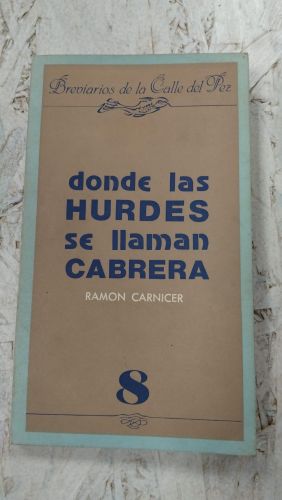 Breviarios de la Calle del Pez
donde las
HURDES
se llaman
CABRERA
RAMON CARNICER
8